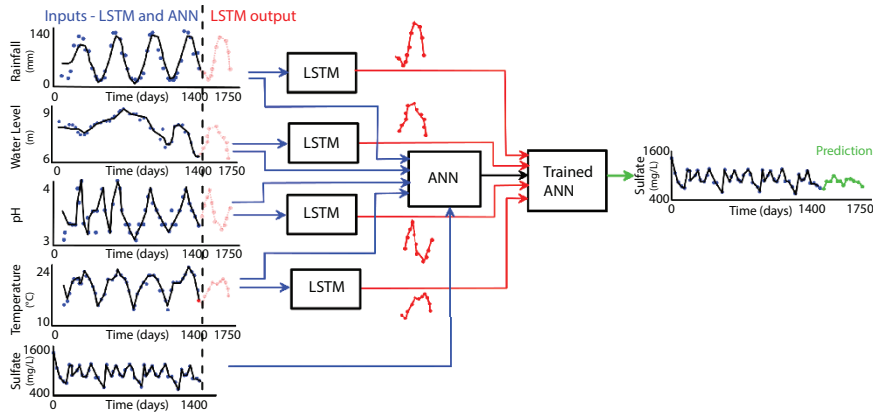 Inputs - LSTM and ANN
LSTM output
Rainfall
(mm)
140
0
0
Time (days)
1400
1750
Water Level
(m)
9
6
0
Time (days)
1400
1750
pH
4
3
0
Time (days)
1400
1750
Temperature
(°C)
24
10
0
Time (days)
1400
1750
Sulfate
(mg/L)
1600
400
0
Time (days)
1400
LSTM
LSTM
LSTM
LSTM
ANN
Trained
ANN
Sulfate
(mg/L)
1600
400
Prediction
0
Time (days)
1400
1750